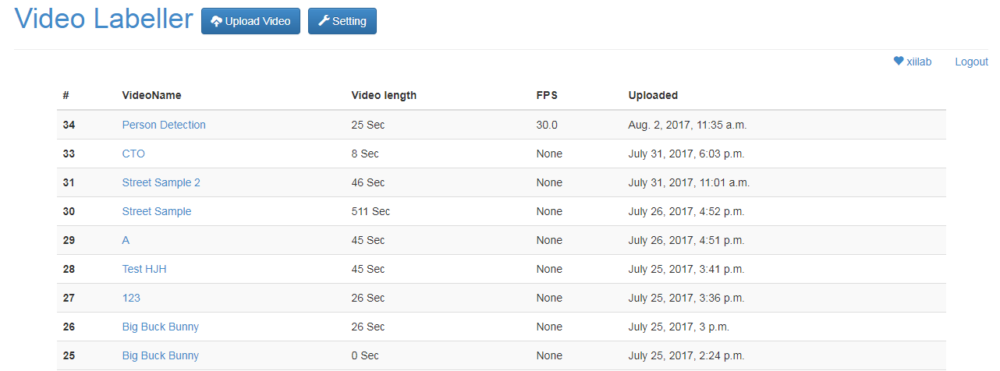 Video Labeller Upload Video Setting
xiilab Logout
# VideoName Video length FPS Uploaded
34 Person Detection 25 Sec 30.0 Aug. 2, 2017, 11:35 a.m.
33 CTO 8 Sec None July 31, 2017, 6:03 p.m.
31 Street Sample 2 46 Sec None July 31, 2017, 11:01 a.m.
30 Street Sample 511 Sec None July 26, 2017, 4:52 p.m.
29 A 45 Sec None July 26, 2017, 4:51 p.m.
28 Test HJH 45 Sec None July 25, 2017, 3:41 p.m.
27 123 26 Sec None July 25, 2017, 3:36 p.m.
26 Big Buck Bunny 26 Sec None July 25, 2017, 3 p.m.
25 Big Buck Bunny 0 Sec None July 25, 2017, 2:24 p.m.